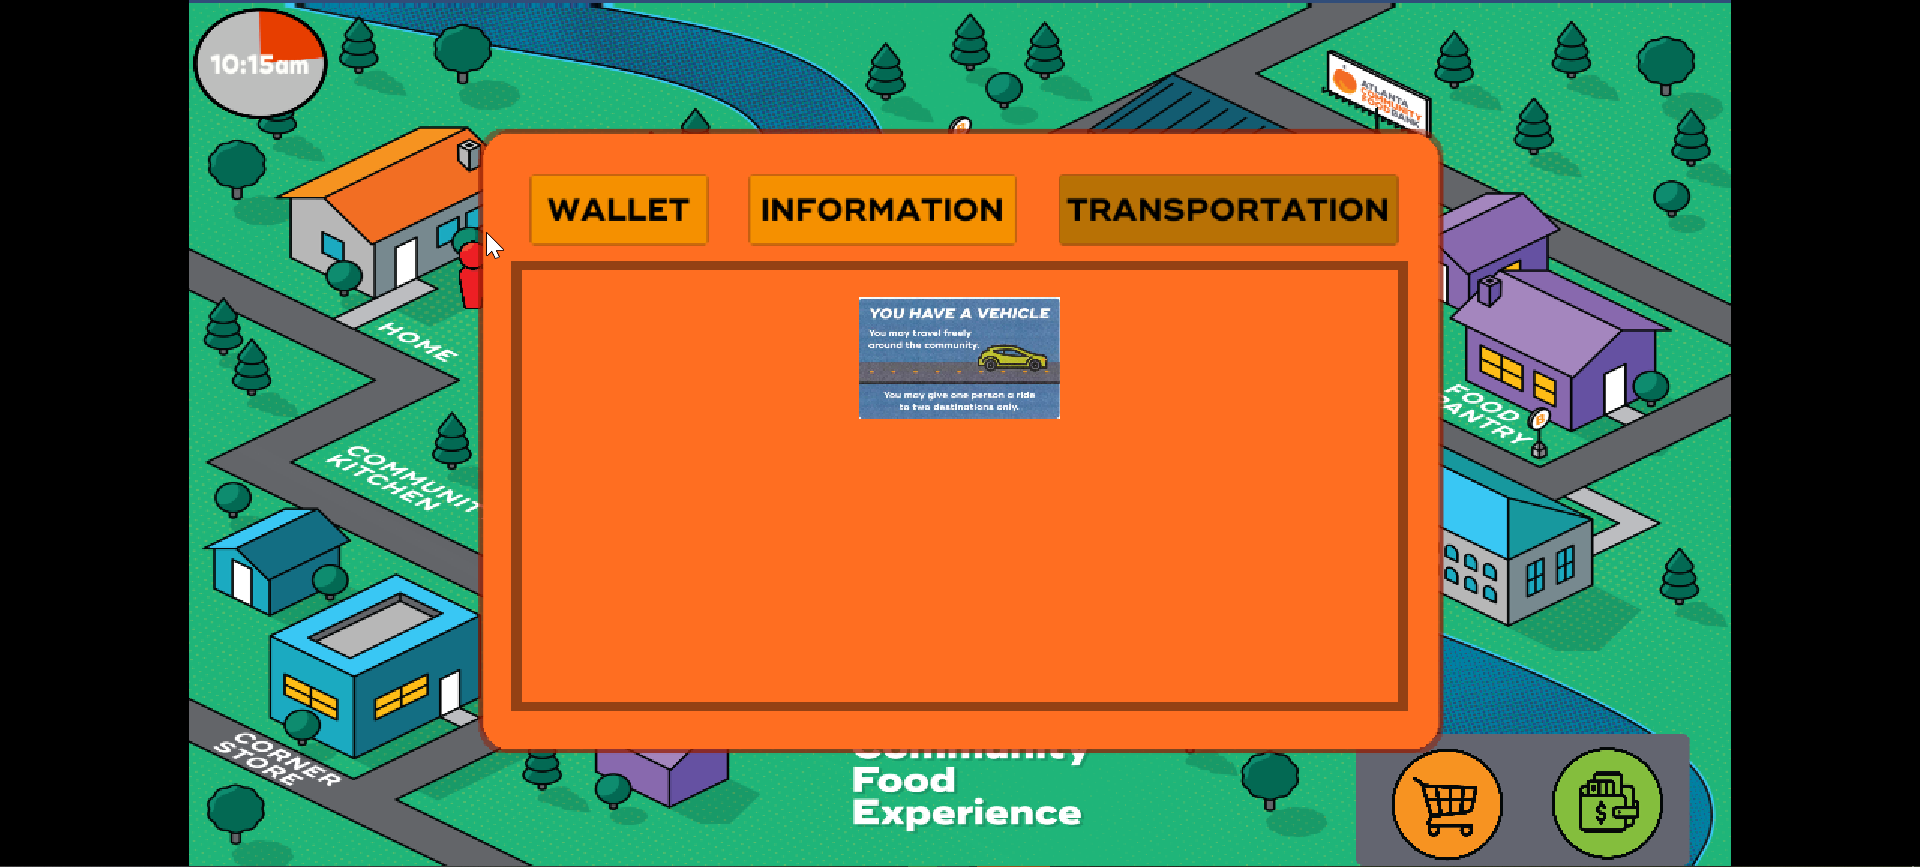 10:15am
ATLANTA
COMMUNITY
FOOD BANK
WALLET
INFORMATION
TRANSPORTATION
YOU HAVE A VEHICLE
You may travel freely
around the community.
You may give one person a ride
to two destinations only.
HOME
COMMUNIT
KITCHEN
FOOD
PANTRY
CORNER
STORE
Community
Food
Experience
$